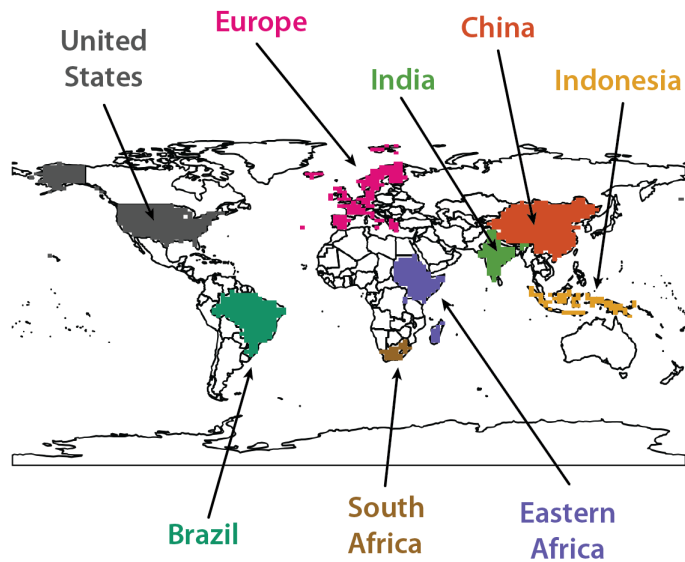 Europe
China
United
States
India
Indonesia
Brazil
South
Africa
Eastern
Africa